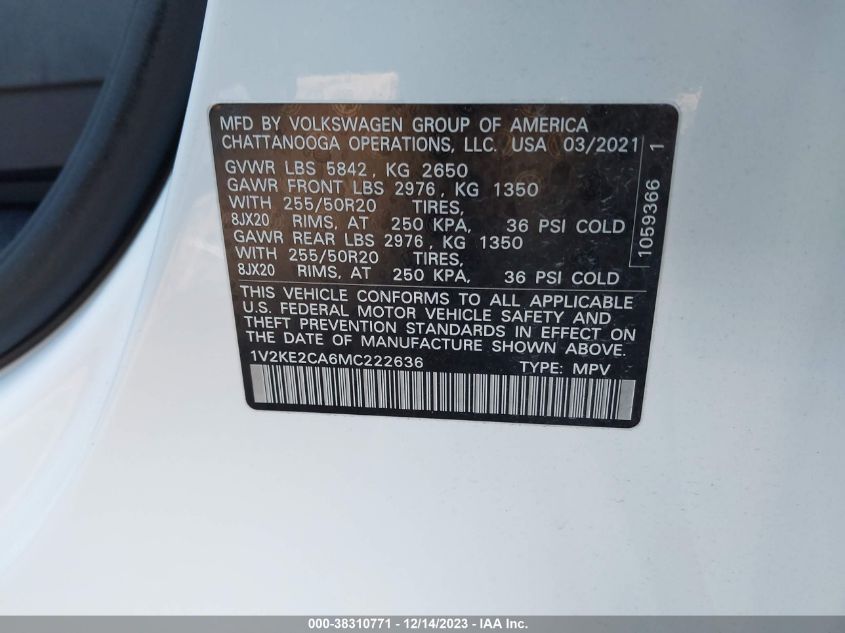 MFD BY VOLKSWAGEN GROUP OF AMERICA
CHATTANOOGA OPERATIONS, LLC. USA 03/2021
GVWR LBS 5842, KG 2650
GAWR FRONT LBS 2976, KG 1350
WITH 255/50R20 TIRES,
8JX20 RIMS, AT 250 KPA, 36 PSI COLD
GAWR REAR LBS 2976, KG 1350
WITH 255/50R20 TIRES,
8JX20 RIMS, AT 250 KPA, 36 PSI COLD
1059366 1
THIS VEHICLE CONFORMS TO ALL APPLICABLE
U.S. FEDERAL MOTOR VEHICLE SAFETY AND
THEFT PREVENTION STANDARDS IN EFFECT ON
THE DATE OF MANUFACTURE SHOWN ABOVE.
1V2KE2CA6MC222636 TYPE: MPV
000-38310771 - 12/14/2023 - IAA Inc.